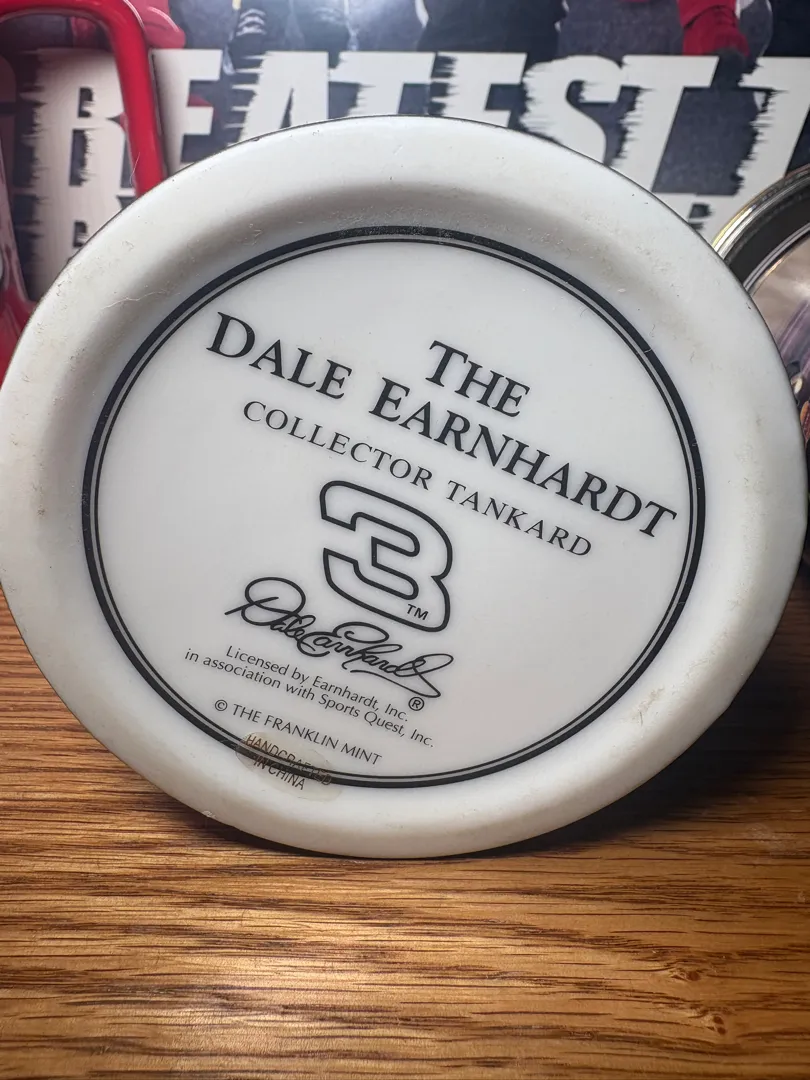 EATEST
THE
DALE EARNHARDT
COLLECTOR TANKARD
3
TM
Dale Earnhardt
®
Licensed by Earnhardt, Inc.
in association with Sports Quest, Inc.
© THE FRANKLIN MINT
HANDCRAFTED
IN CHINA